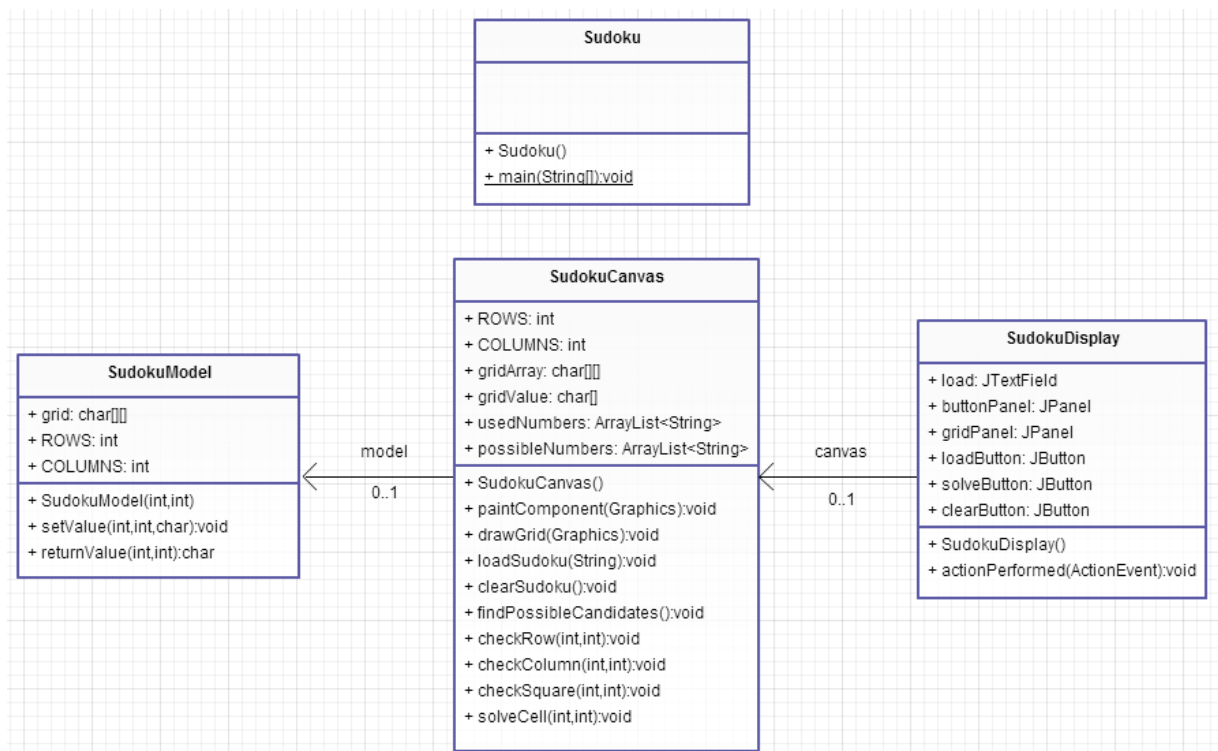 Sudoku
+ Sudoku()
+ main(String[]):void
SudokuModel
+ grid: char[][]
+ ROWS: int
+ COLUMNS: int
+ SudokuModel(int,int)
+ setValue(int,int,char):void
+ returnValue(int,int):char
model
0..1
SudokuCanvas
+ ROWS: int
+ COLUMNS: int
+ gridArray: char[][]
+ gridValue: char[]
+ usedNumbers: ArrayList<String>
+ possibleNumbers: ArrayList<String>
+ SudokuCanvas()
+ paintComponent(Graphics):void
+ drawGrid(Graphics):void
+ loadSudoku(String):void
+ clearSudoku():void
+ findPossibleCandidates():void
+ checkRow(int,int):void
+ checkColumn(int,int):void
+ checkSquare(int,int):void
+ solveCell(int,int):void
canvas
0..1
SudokuDisplay
+ load: JTextField
+ buttonPanel: JPanel
+ gridPanel: JPanel
+ loadButton: JButton
+ solveButton: JButton
+ clearButton: JButton
+ SudokuDisplay()
+ actionPerformed(ActionEvent):void